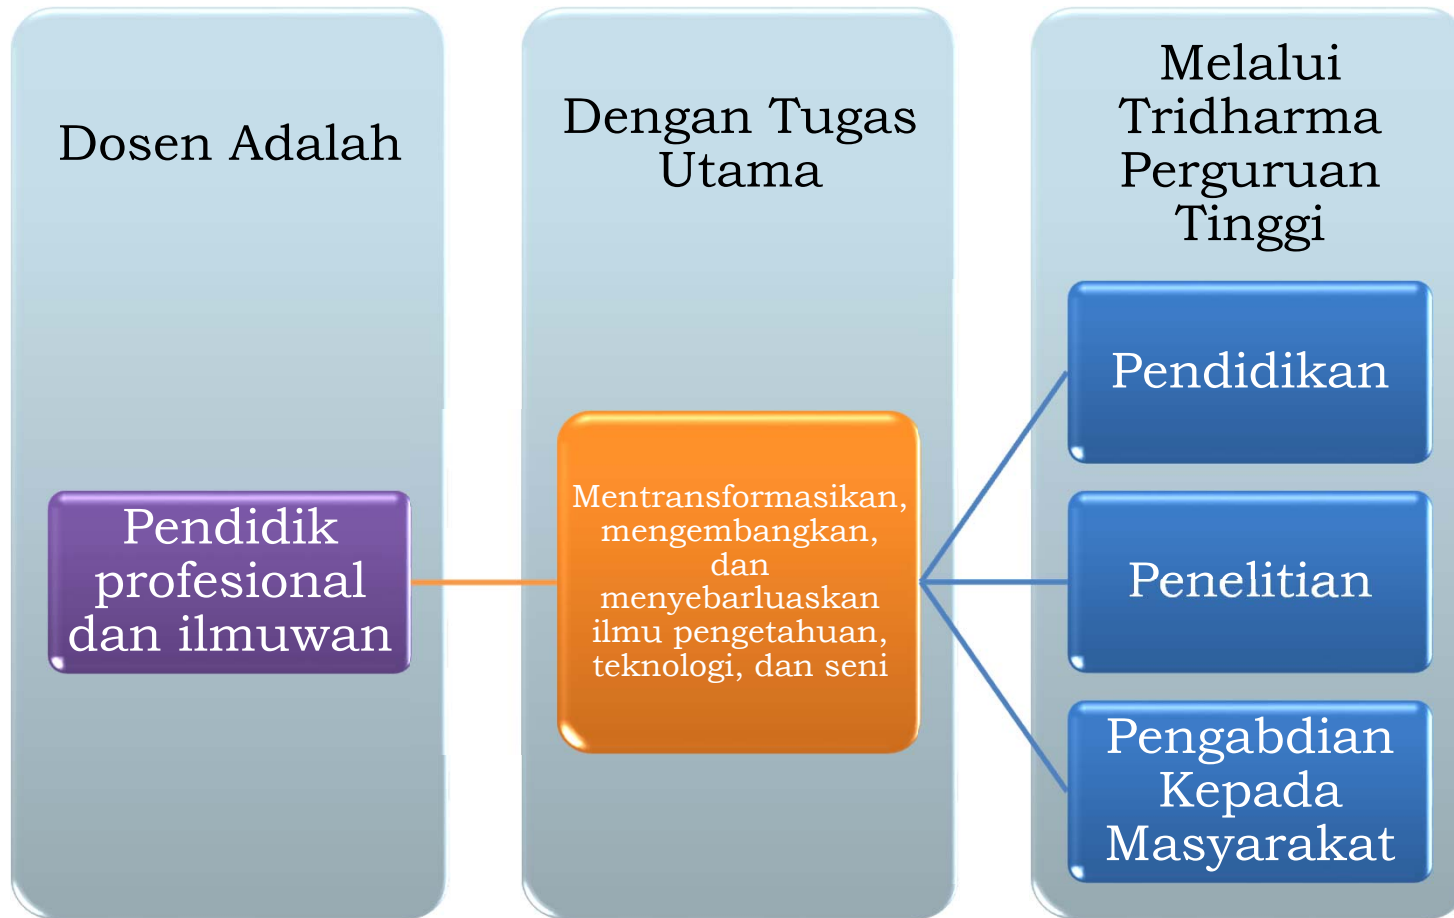 Dosen Adalah
Pendidik
profesional
dan ilmuwan
Dengan Tugas
Utama
Mentransformasikan,
mengembangkan,
dan
menyebarluaskan
ilmu pengetahuan,
teknologi, dan seni
Melalui
Tridharma
Perguruan
Tinggi
Pendidikan
Penelitian
Pengabdian
Kepada
Masyarakat